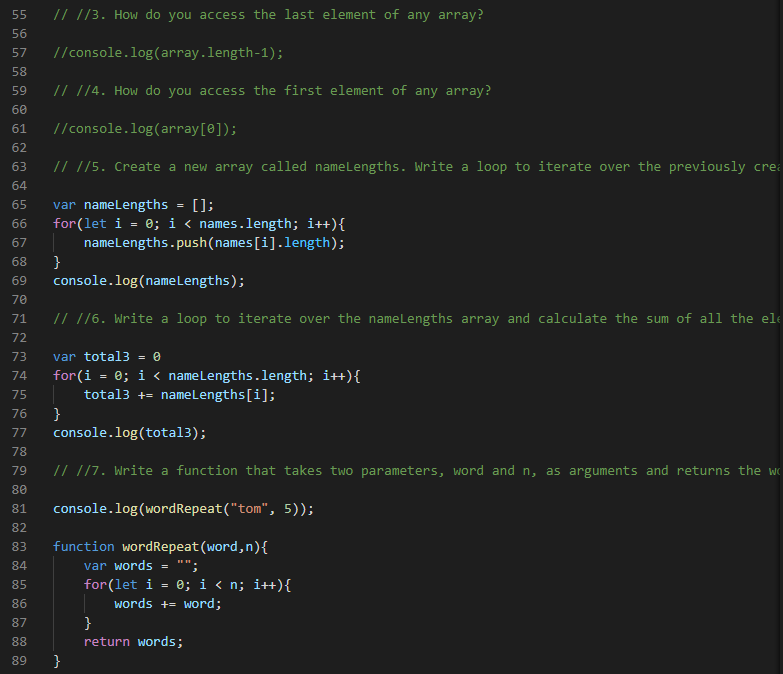 55 // //3. How do you access the last element of any array?
56
57 //console.log(array.length-1);
58
59 // //4. How do you access the first element of any array?
60
61 //console.log(array[0]);
62
63 // //5. Create a new array called nameLengths. Write a loop to iterate over the previously
64
65 var nameLengths = [];
66 for(let i = 0; i < names.length; i++){
67 nameLengths.push(names[i].length);
68 }
69 console.log(nameLengths);
70
71 // //6. Write a loop to iterate over the nameLengths array and calculate the sum of all the
72
73 var total3 = 0
74 for(i = 0; i < nameLengths.length; i++){
75 total3 += nameLengths[i];
76 }
77 console.log(total3);
78
79 // //7. Write a function that takes two parameters, word and n, as arguments and returns the
80
81 console.log(wordRepeat("tom", 5));
82
83 function wordRepeat(word,n){
84 var words = "";
85 for(let i = 0; i < n; i++){
86 words += word;
87 }
88 return words;
89 }